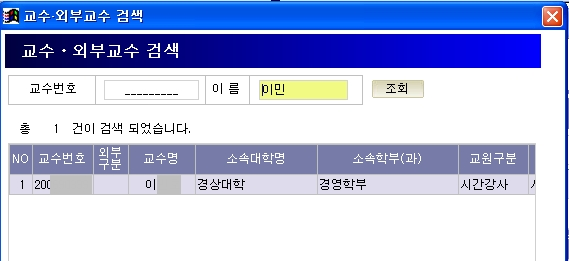 교수·외부교수 검색
교수·외부교수 검색
교수번호 _________ 이 름 이민 조회
총 1 건이 검색 되었습니다.
NO 교수번호 외부구분 교수명 소속대학명 소속학부(과) 교원구분
1 200 이 경상대학 경영학부 시간강사